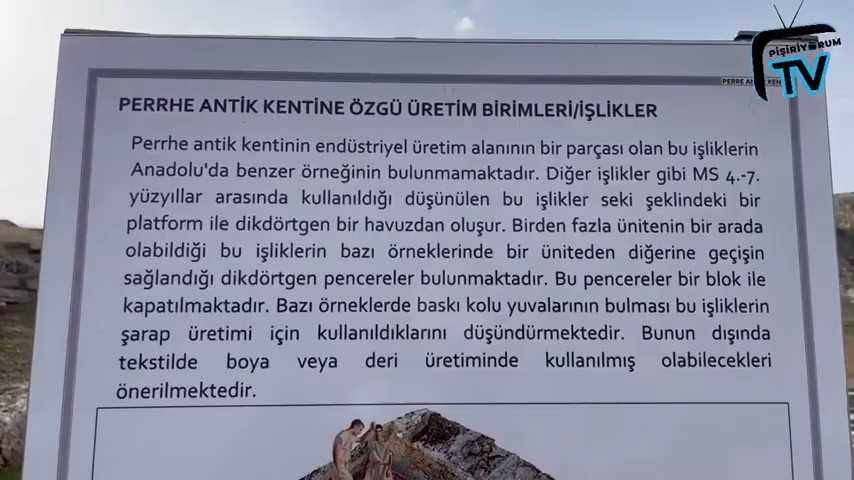 PİŞİRİYORUM
TV
PERRE ANTİK KEN
PERRHE ANTİK KENTİNE ÖZGÜ ÜRETİM BİRİMLERİ/İŞLİKLER
Perrhe antik kentinin endüstriyel üretim alanının bir parçası olan bu işliklerin
Anadolu'da benzer örneğinin bulunmamaktadır. Diğer işlikler gibi MS 4.-7.
yüzyıllar arasında kullanıldığı düşünülen bu işlikler seki şeklindeki bir
platform ile dikdörtgen bir havuzdan oluşur. Birden fazla ünitenin bir arada
olabildiği bu işliklerin bazı örneklerinde bir üniteden diğerine geçişin
sağlandığı dikdörtgen pencereler bulunmaktadır. Bu pencereler bir blok ile
kapatılmaktadır. Bazı örneklerde baskı kolu yuvalarının bulması bu işliklerin
şarap üretimi için kullanıldıklarını düşündürmektedir. Bunun dışında
tekstilde boya veya deri üretiminde kullanılmış olabilecekleri
önerilmektedir.